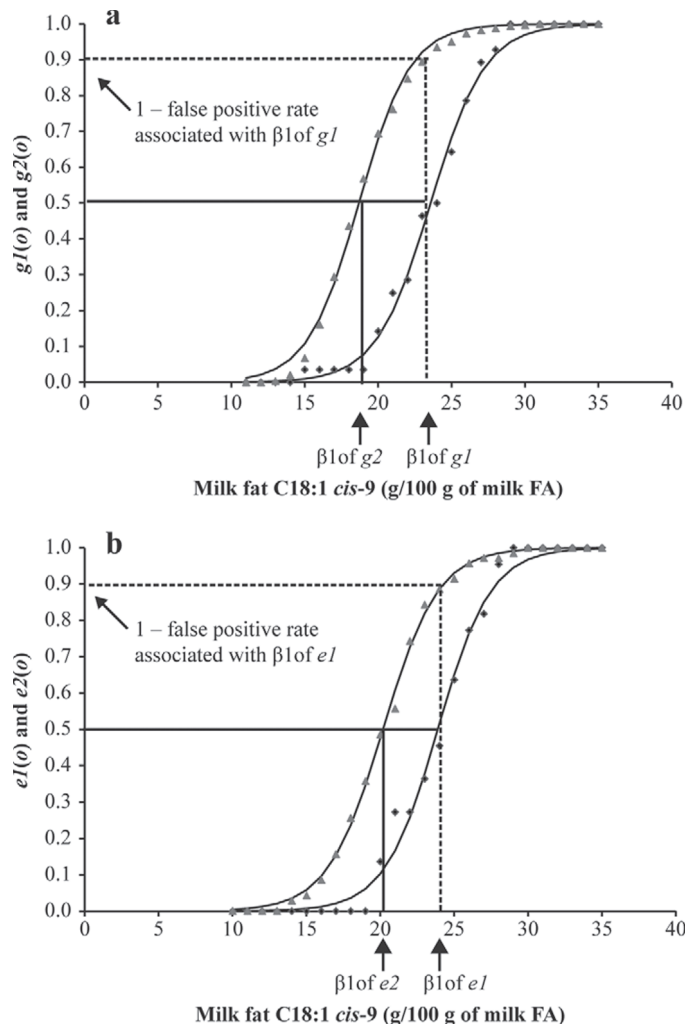 a
1.0
0.9
0.8
0.7
0.6
0.5
0.4
0.3
0.2
0.1
0.0
g1(o) and g2(o)
1 – false positive rate
associated with β1of g1
0 5 10 15 20 25 30 35 40
β1of g2 β1of g1
Milk fat C18:1 cis-9 (g/100 g of milk FA)
b
1.0
0.9
0.8
0.7
0.6
0.5
0.4
0.3
0.2
0.1
0.0
e1(o) and e2(o)
1 – false positive rate
associated with β1of e1
0 5 10 15 20 25 30 35 40
β1of e2 β1of e1
Milk fat C18:1 cis-9 (g/100 g of milk FA)